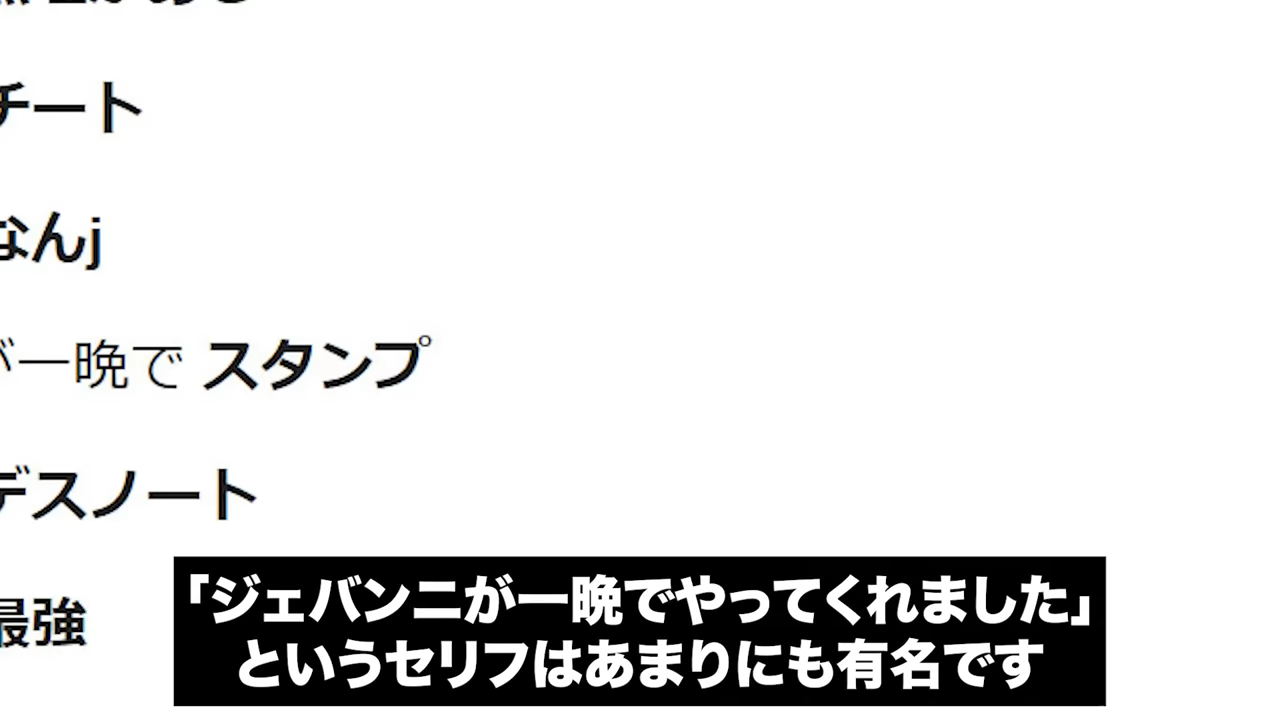 チート
なんj
が一晩で スタンプ
デスノート
最強
「ジェバンニが一晩でやってくれました」
というセリフはあまりにも有名です